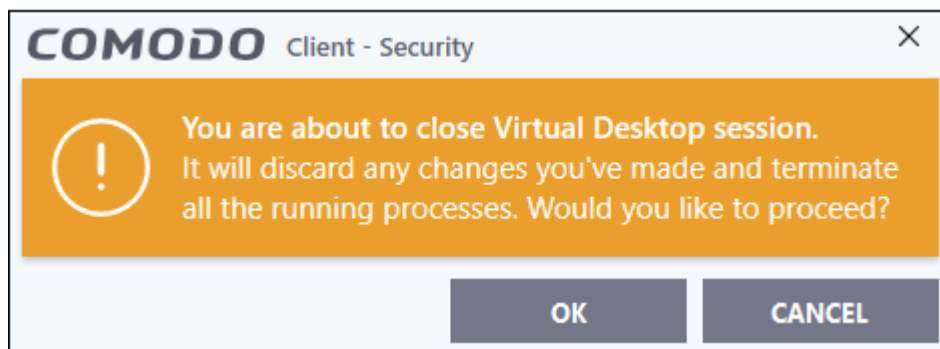 COMODO Client - Security
You are about to close Virtual Desktop session.
It will discard any changes you've made and terminate
all the running processes. Would you like to proceed?
OK CANCEL